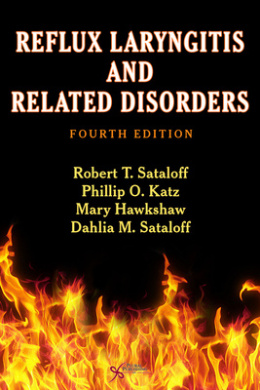 REFLUX LARYNGITIS
AND
RELATED DISORDERS
FOURTH EDITION
Robert T. Sataloff
Phillip O. Katz
Mary Hawkshaw
Dahlia M. Sataloff